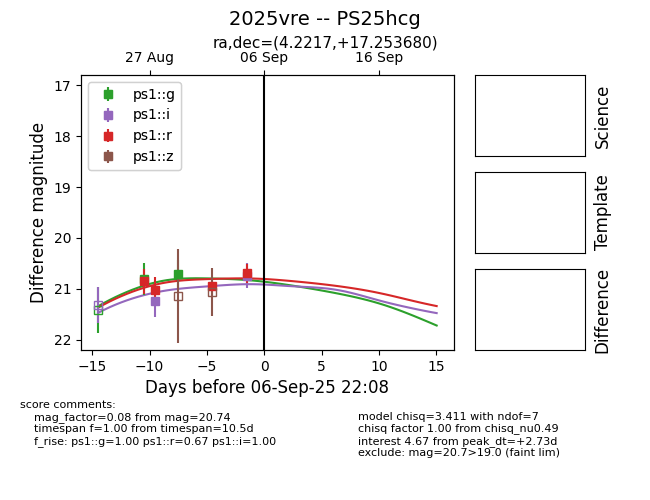 2025vre -- PS25hcg
ra,dec=(4.2217,+17.253680)
27 Aug 06 Sep 16 Sep
ps1::g
ps1::i
ps1::r
ps1::z
17
18
19
20
21
22
Difference magnitude
−15 −10 −5 0 5 10 15
Days before 06-Sep-25 22:08
Science
Template
Difference
score comments:
mag_factor=0.08 from mag=20.74
timespan f=1.00 from timespan=10.5d
f_rise: ps1::g=1.00 ps1::r=0.67 ps1::i=1.00
model chisq=3.411 with ndof=7
chisq factor 1.00 from chisq_nu0.49
interest 4.67 from peak_dt=+2.73d
exclude: mag=20.7>19.0 (faint lim)